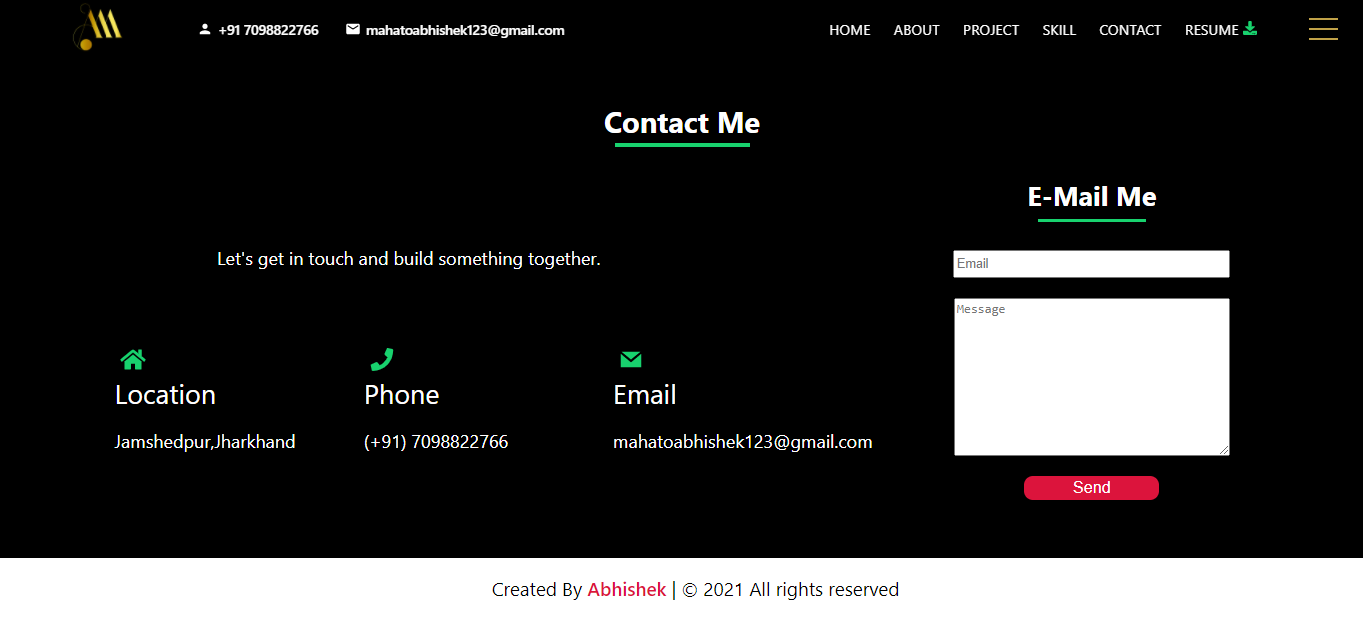 +91 7098822766 mahatoabhishek123@gmail.com HOME ABOUT PROJECT SKILL CONTACT RESUME
Contact Me
E-Mail Me
Let's get in touch and build something together.
Email
Message
Location Phone Email
Jamshedpur,Jharkhand (+91) 7098822766 mahatoabhishek123@gmail.com
Send
Created By Abhishek | © 2021 All rights reserved